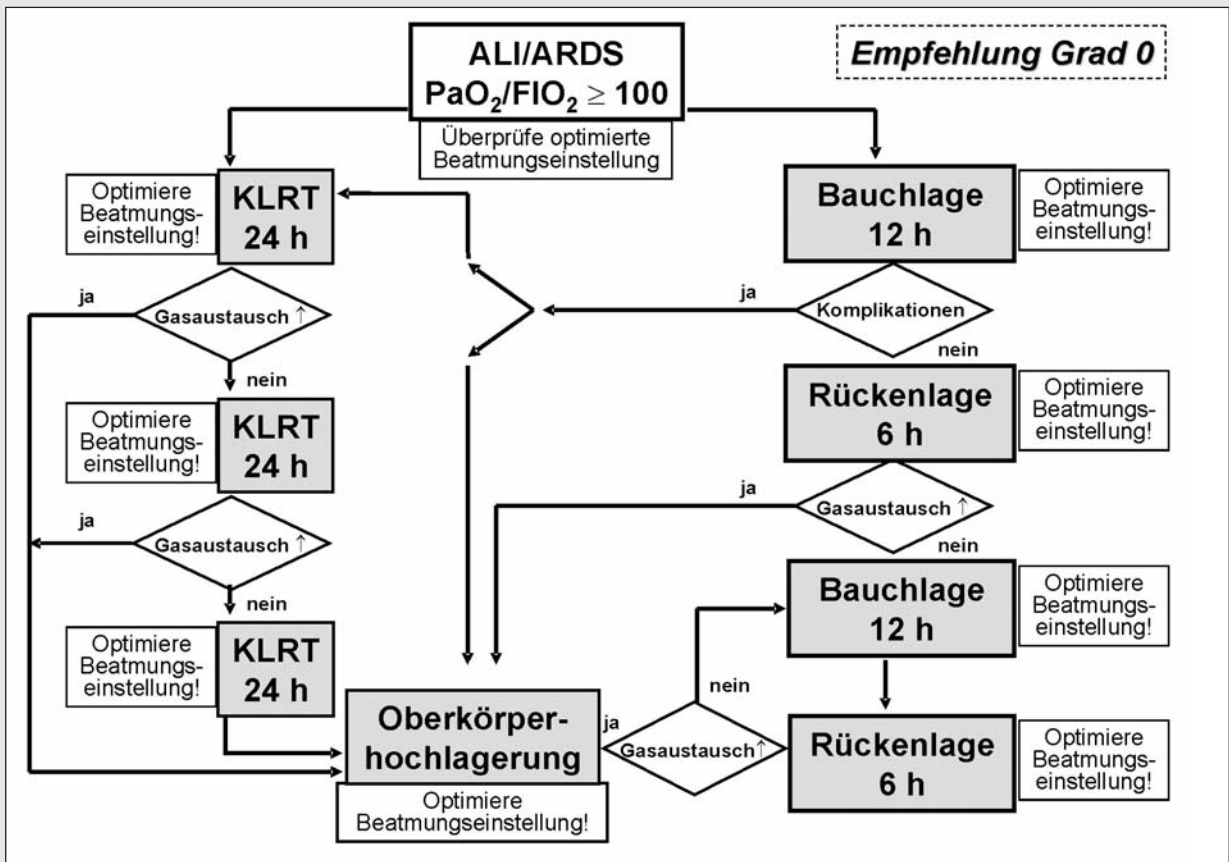 ALI/ARDS
PaO₂/FIO₂ ≥ 100
Überprüfe optimierte
Beatmungseinstellung
Empfehlung Grad 0
Optimiere
Beatmungs-
einstellung!
KLRT
24 h
ja
Gasaustausch ↑
nein
Optimiere
Beatmungs-
einstellung!
KLRT
24 h
ja
Gasaustausch ↑
nein
Optimiere
Beatmungs-
einstellung!
KLRT
24 h
Bauchlage
12 h
Optimiere
Beatmungs-
einstellung!
ja
Komplikationen
nein
Rückenlage
6 h
Optimiere
Beatmungs-
einstellung!
ja
Gasaustausch ↑
nein
Bauchlage
12 h
Optimiere
Beatmungs-
einstellung!
Rückenlage
6 h
Optimiere
Beatmungs-
einstellung!
nein
ja
Gasaustausch↑
Oberkörper-
hochlagerung
Optimiere
Beatmungseinstellung!